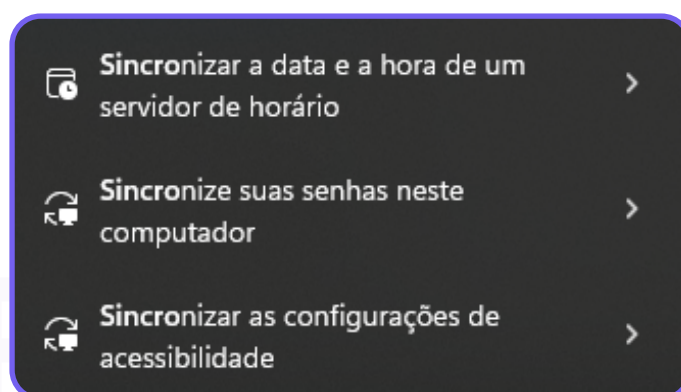 Sincronizar a data e a hora de um
servidor de horário
Sincronize suas senhas neste
computador
Sincronizar as configurações de
acessibilidade